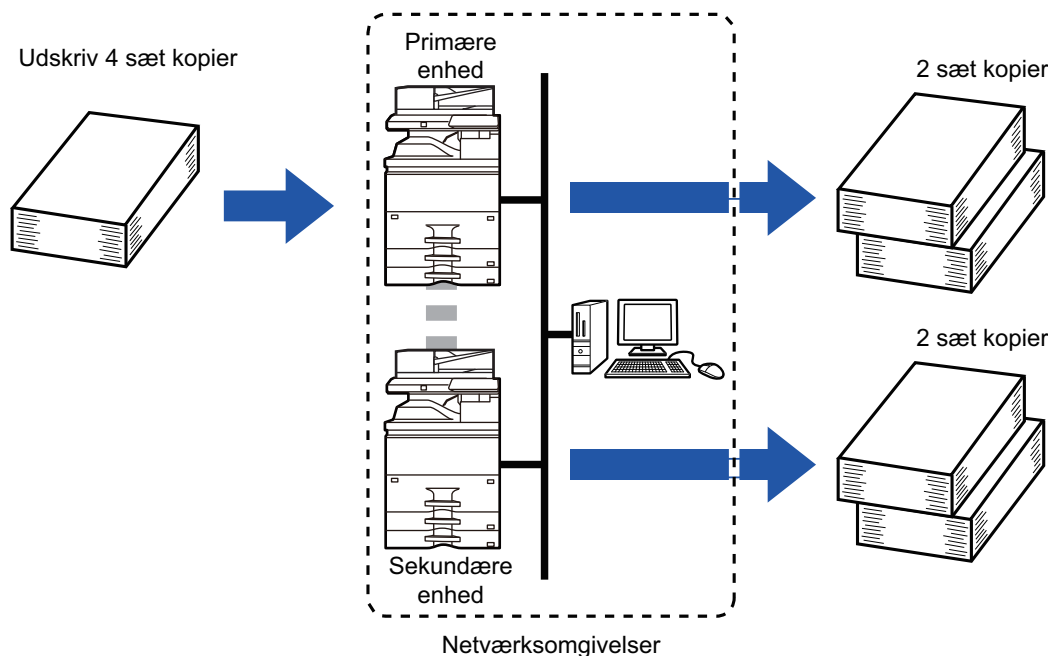 Udskriv 4 sæt kopier
Primære
enhed
2 sæt kopier
2 sæt kopier
Sekundære
enhed
Netværksomgivelser